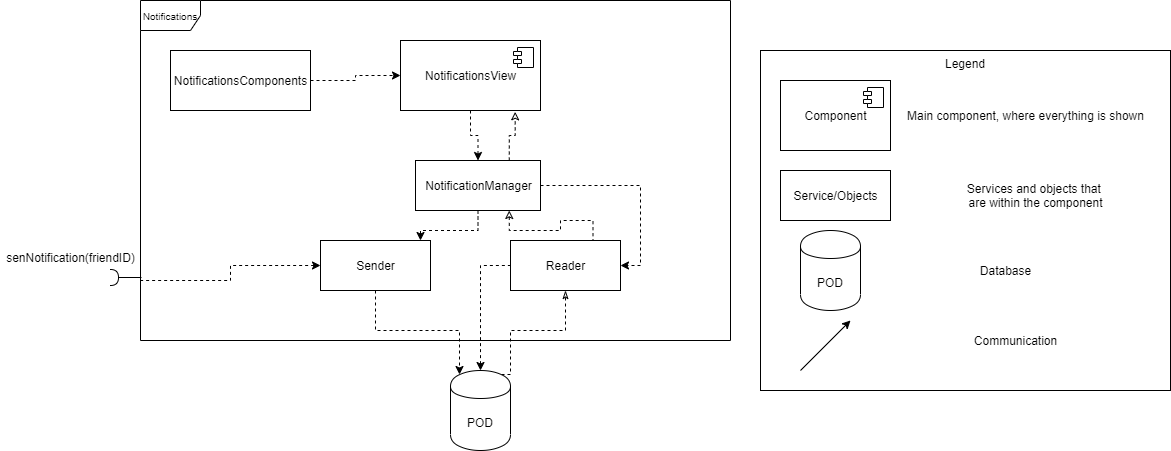 Notifications
NotificationsComponents
NotificationsView
NotificationManager
senNotification(friendID)
Sender
Reader
POD
Legend
Component
Main component, where everything is shown
Service/Objects
Services and objects that
are within the component
POD
Database
Communication